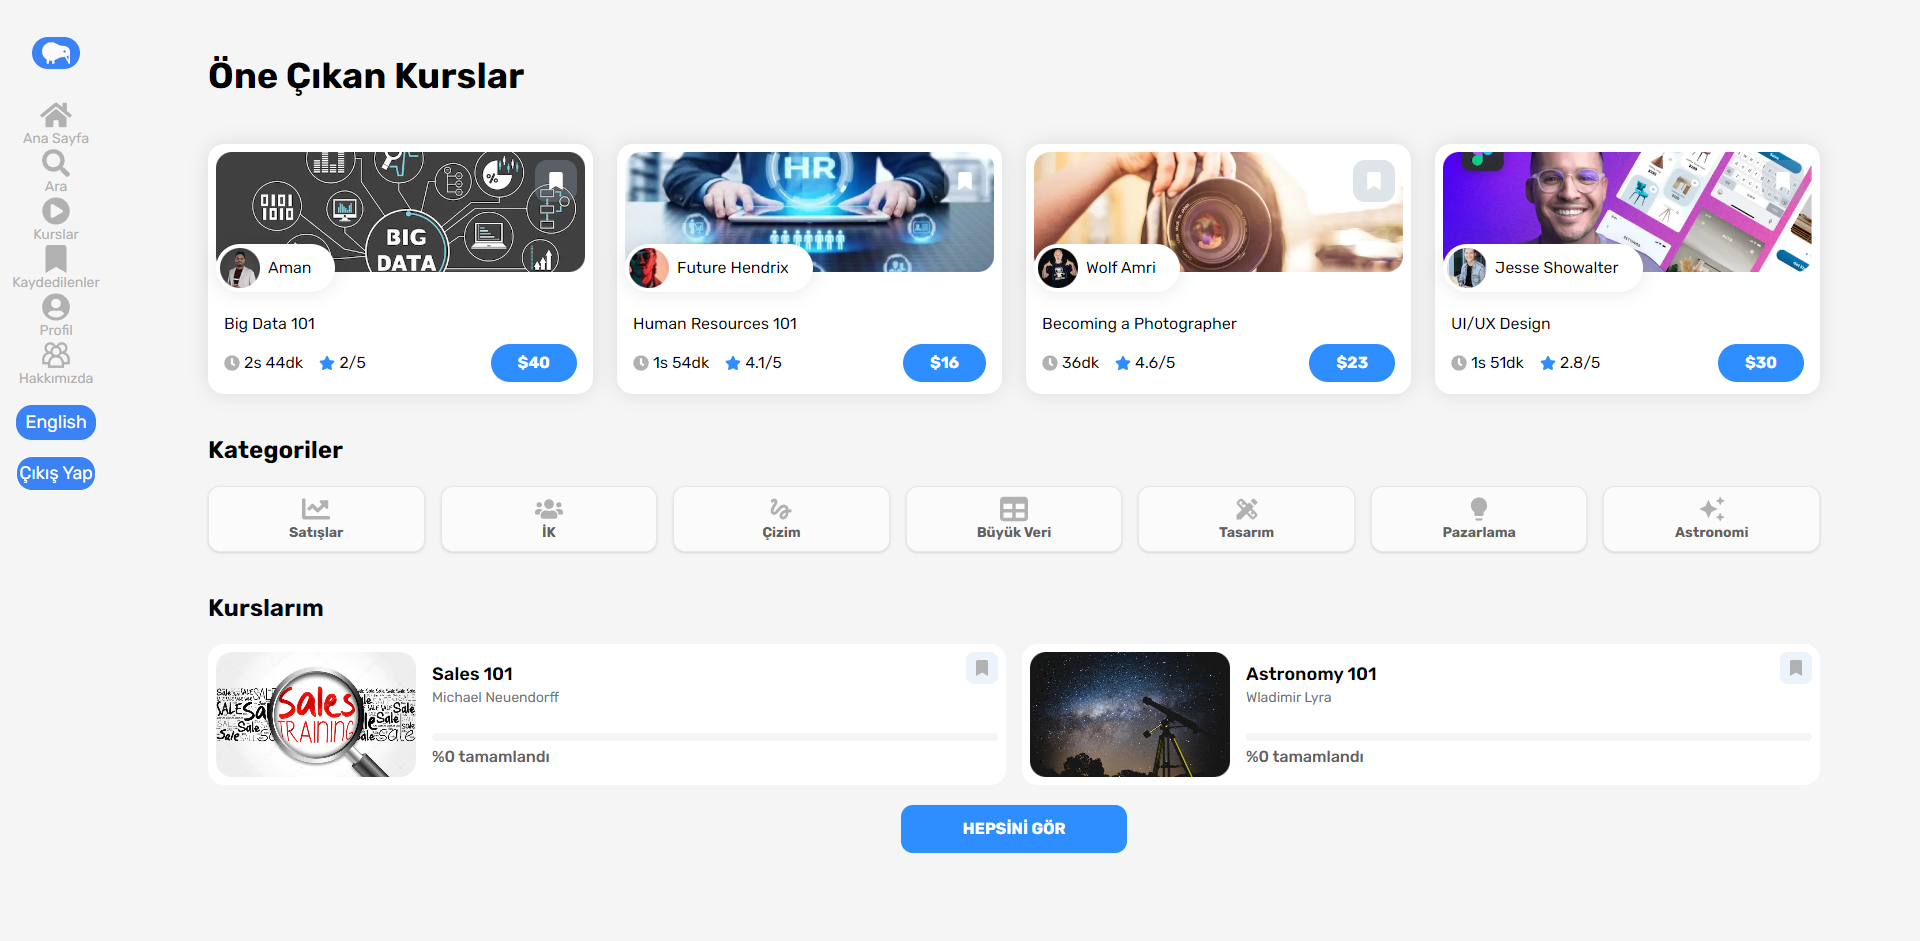 Öne Çıkan Kurslar
Ana Sayfa
Ara
Kurslar
Kaydedilenler
Profil
Hakkımızda
English
Çıkış Yap
BIG
DATA
Aman
Big Data 101
2s 44dk
2/5
$40
HR
Future Hendrix
Human Resources 101
1s 54dk
4.1/5
$16
Wolf Amri
Becoming a Photographer
36dk
4.6/5
$23
Jesse Showalter
UI/UX Design
1s 51dk
2.8/5
$30
Kategoriler
Satışlar
İK
Çizim
Büyük Veri
Tasarım
Pazarlama
Astronomi
Kurslarım
Sales
TRAINING
Sales 101
Michael Neuendorff
%0 tamamlandı
Astronomy 101
Wladimir Lyra
%0 tamamlandı
HEPSİNİ GÖR